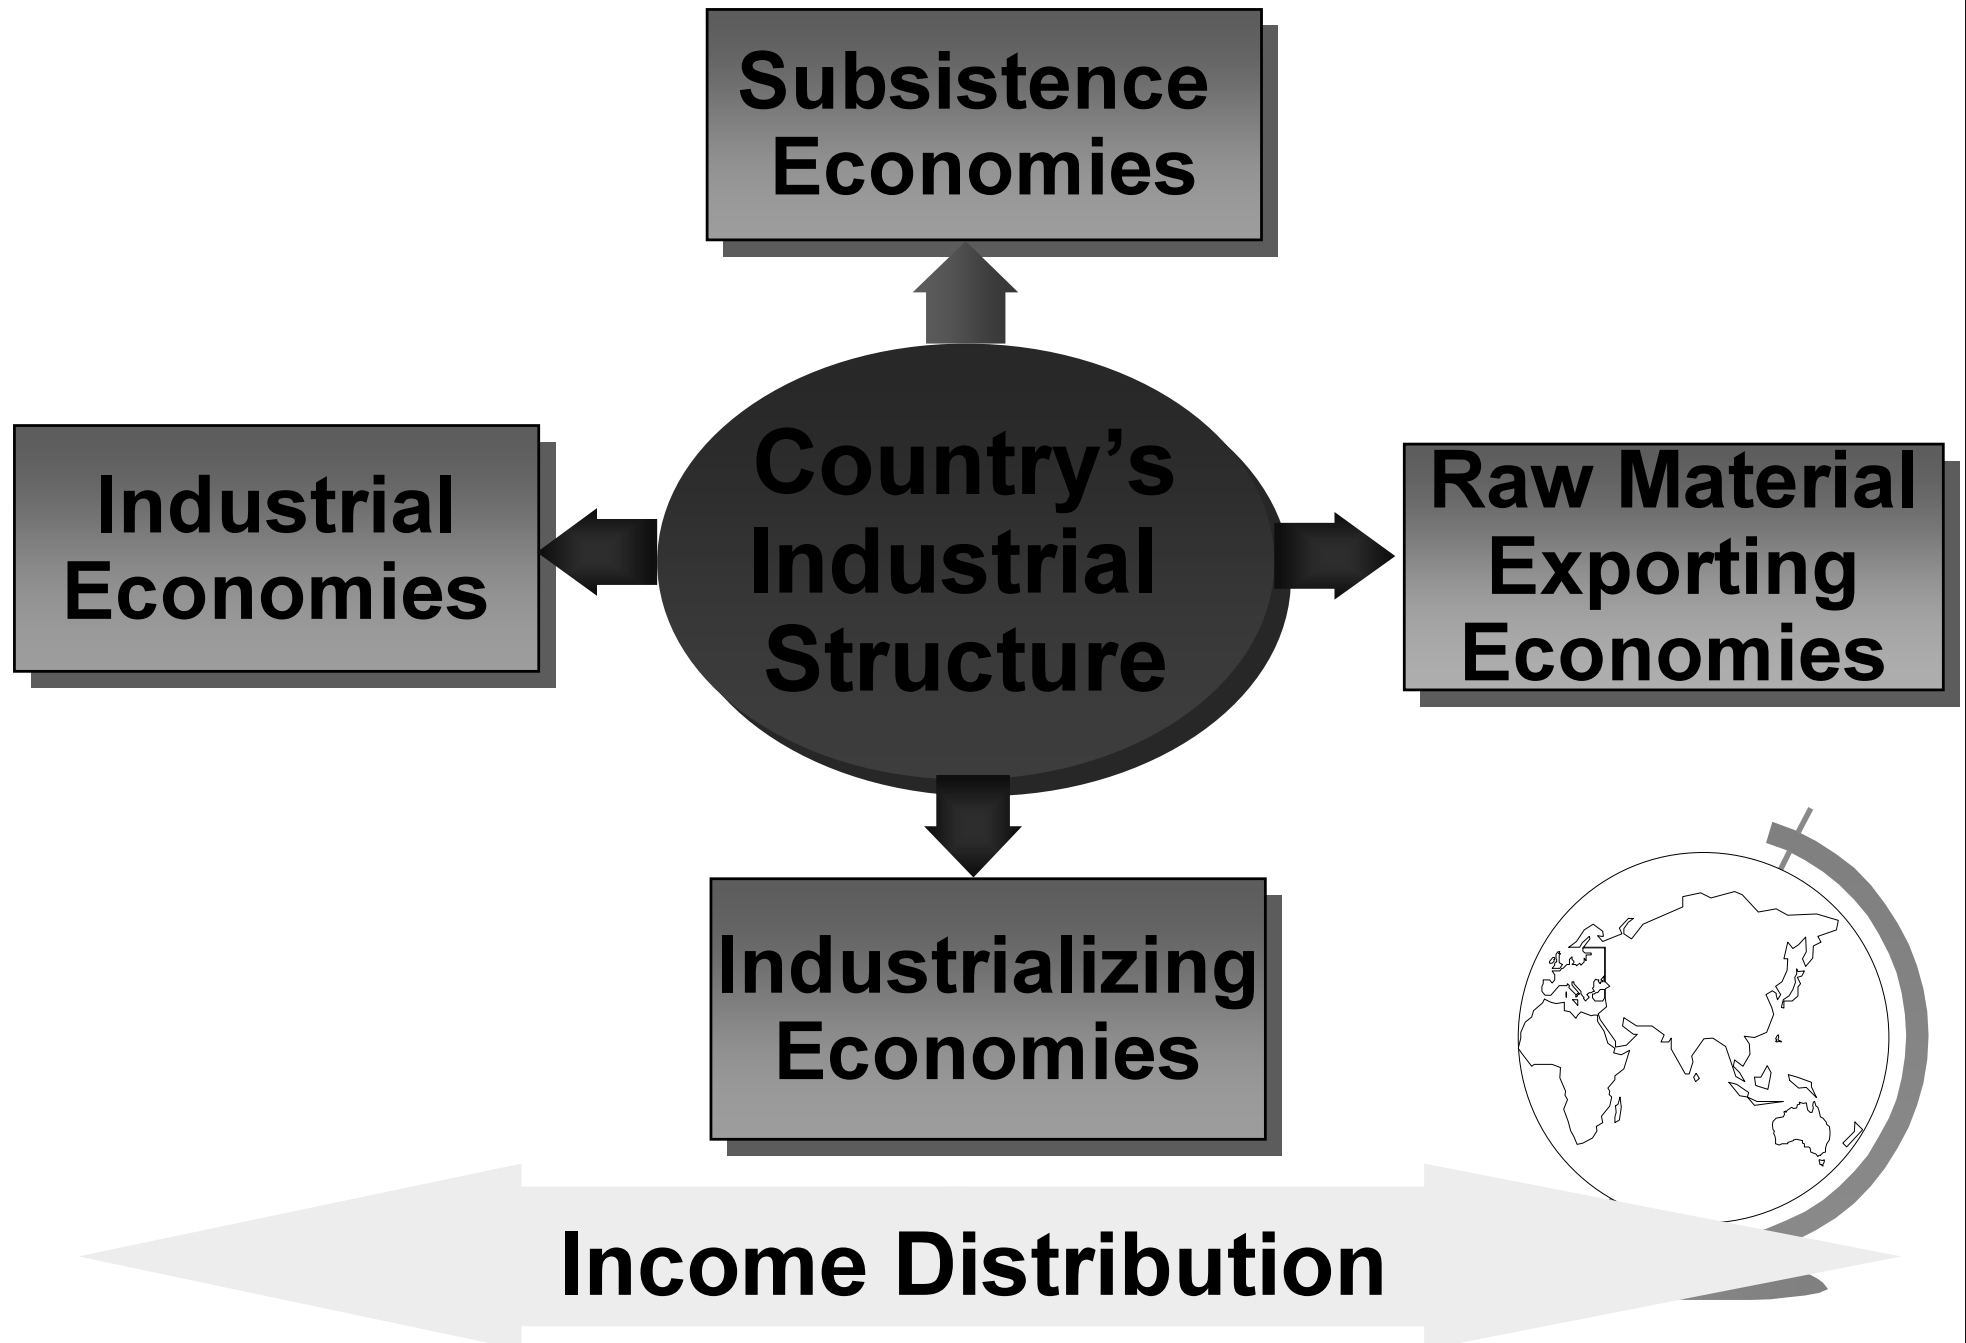 Subsistence
Economies
Industrial
Economies
Country’s
Industrial
Structure
Raw Material
Exporting
Economies
Industrializing
Economies
Income Distribution